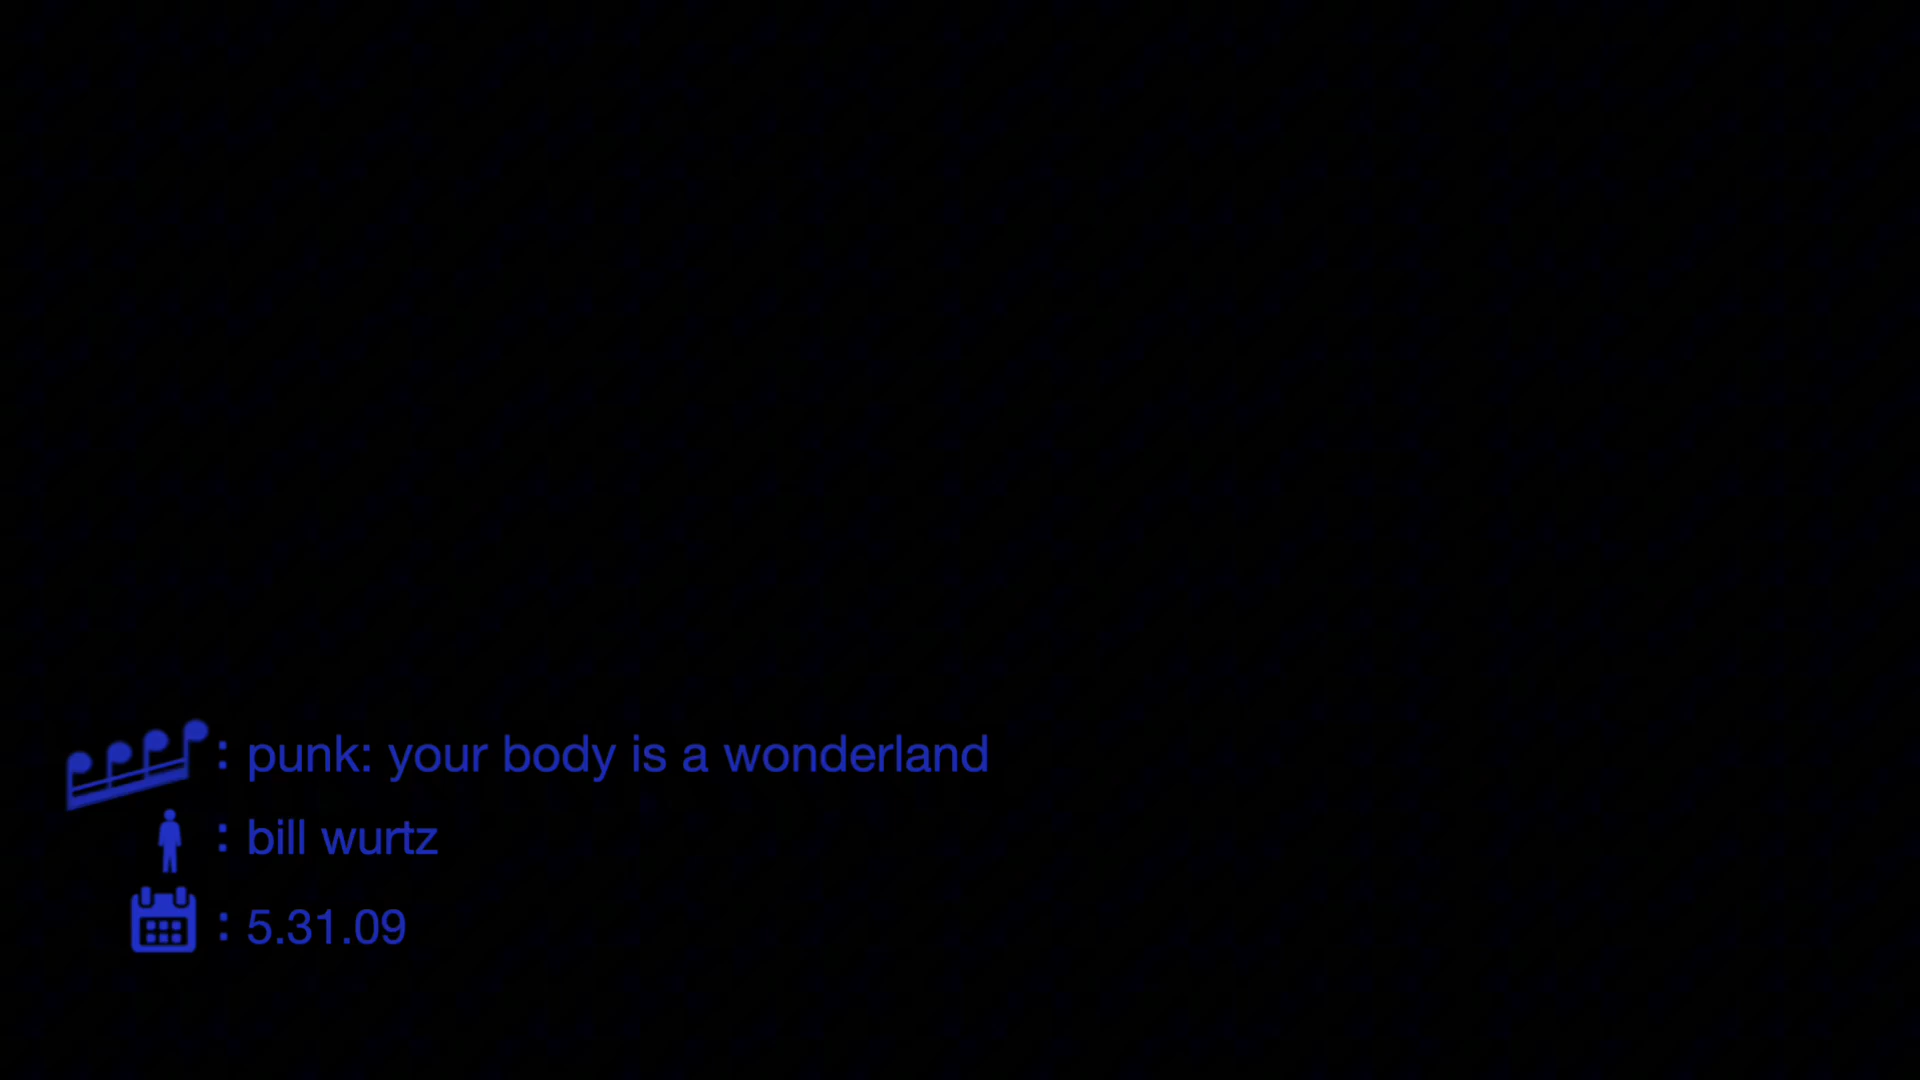 : punk: your body is a wonderland
: bill wurtz
: 5.31.09